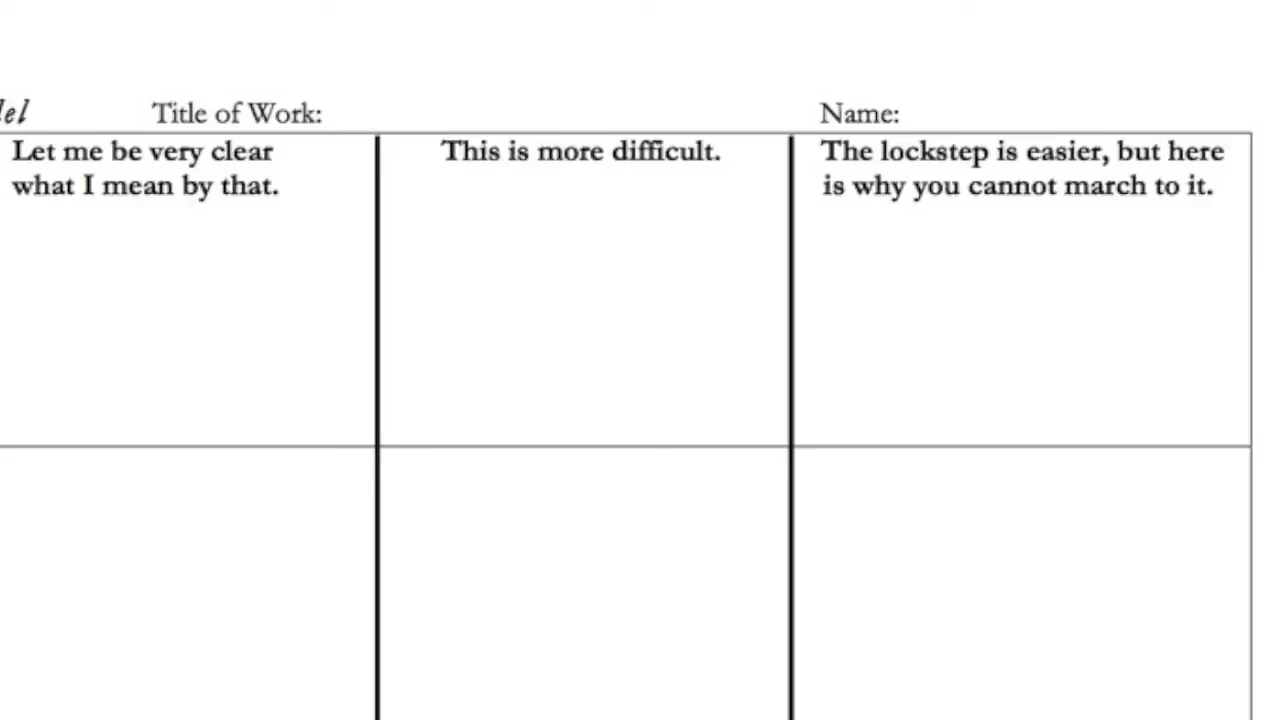 Title of Work:
Name:
Let me be very clear
what I mean by that.
This is more difficult.
The lockstep is easier, but here
is why you cannot march to it.